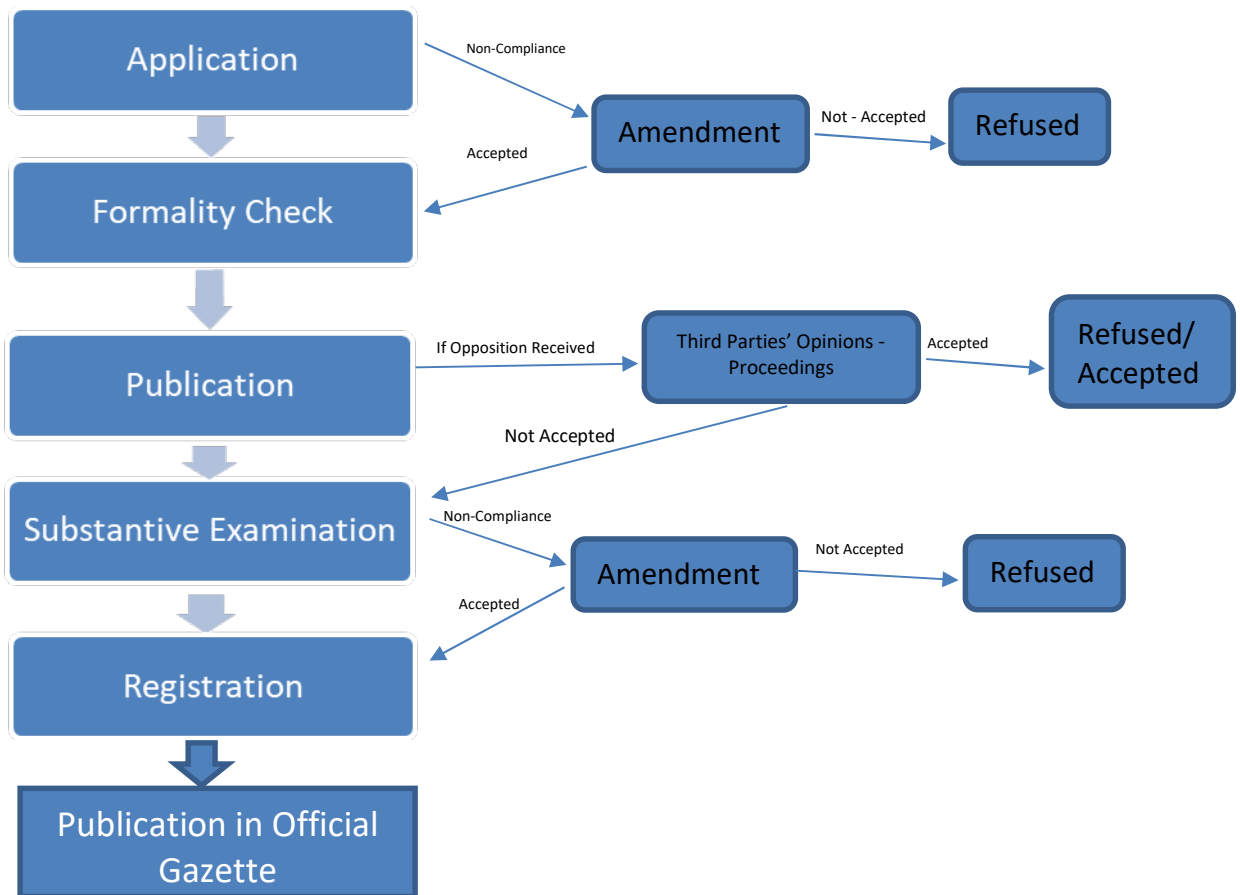 Application
Non-Compliance
Amendment
Not - Accepted
Refused
Accepted
Formality Check
Publication
If Opposition Received
Third Parties’ Opinions -
Proceedings
Accepted
Refused/
Accepted
Not Accepted
Substantive Examination
Non-Compliance
Amendment
Not Accepted
Refused
Accepted
Registration
Publication in Official
Gazette